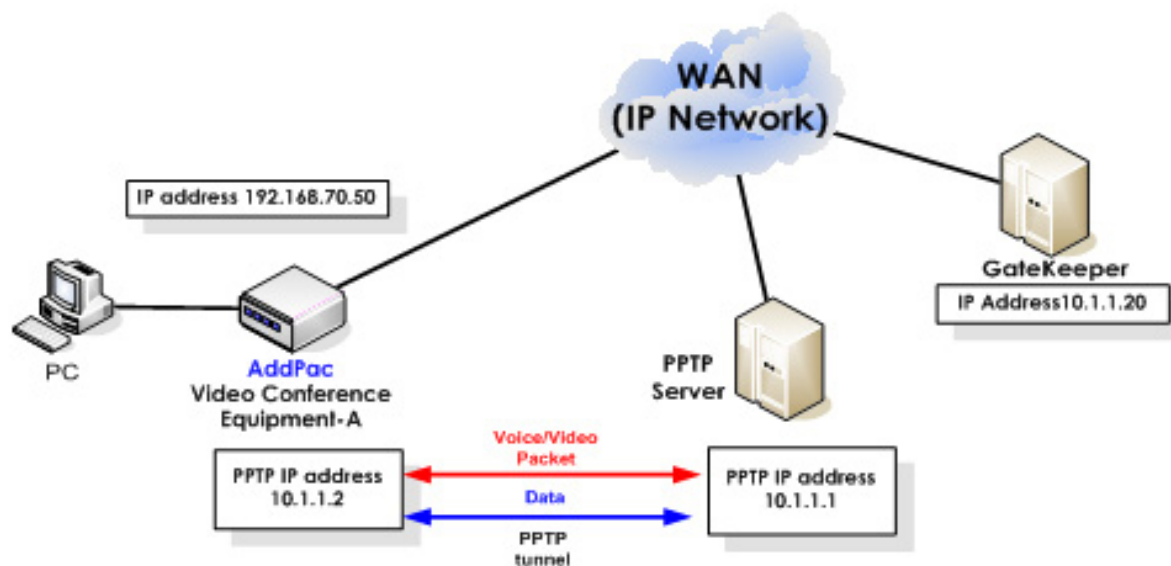 WAN
(IP Network)
IP address 192.168.70.50
GateKeeper
IP Address10.1.1.20
PC
AddPac
Video Conference
Equipment-A
PPTP
Server
PPTP IP address
10.1.1.2
Voice/Video
Packet
Data
PPTP
tunnel
PPTP IP address
10.1.1.1